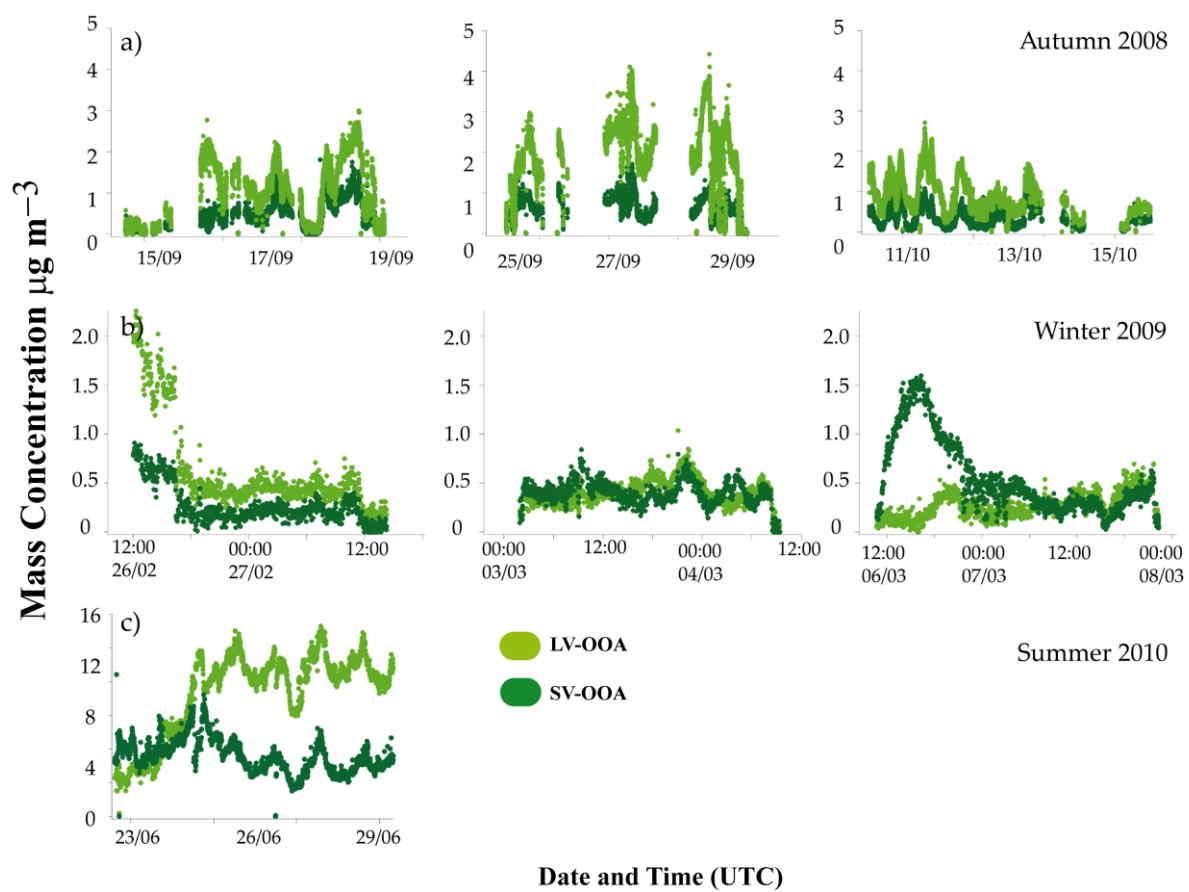 Mass Concentration µg m⁻³
a)
5
4
3
2
1
0
15/09 17/09 19/09
5
4
3
2
1
0
25/09 27/09 29/09
Autumn 2008
5
4
3
2
1
0
11/10 13/10 15/10
b)
2.0
1.5
1.0
0.5
0
12:00 00:00 12:00
26/02 27/02
2.0
1.5
1.0
0.5
0
00:00 12:00 00:00 12:00
03/03 04/03
Winter 2009
2.0
1.5
1.0
0.5
0
12:00 00:00 12:00 00:00
06/03 07/03 08/03
c)
16
12
8
4
0
23/06 26/06 29/06
LV-OOA
SV-OOA
Summer 2010
Date and Time (UTC)